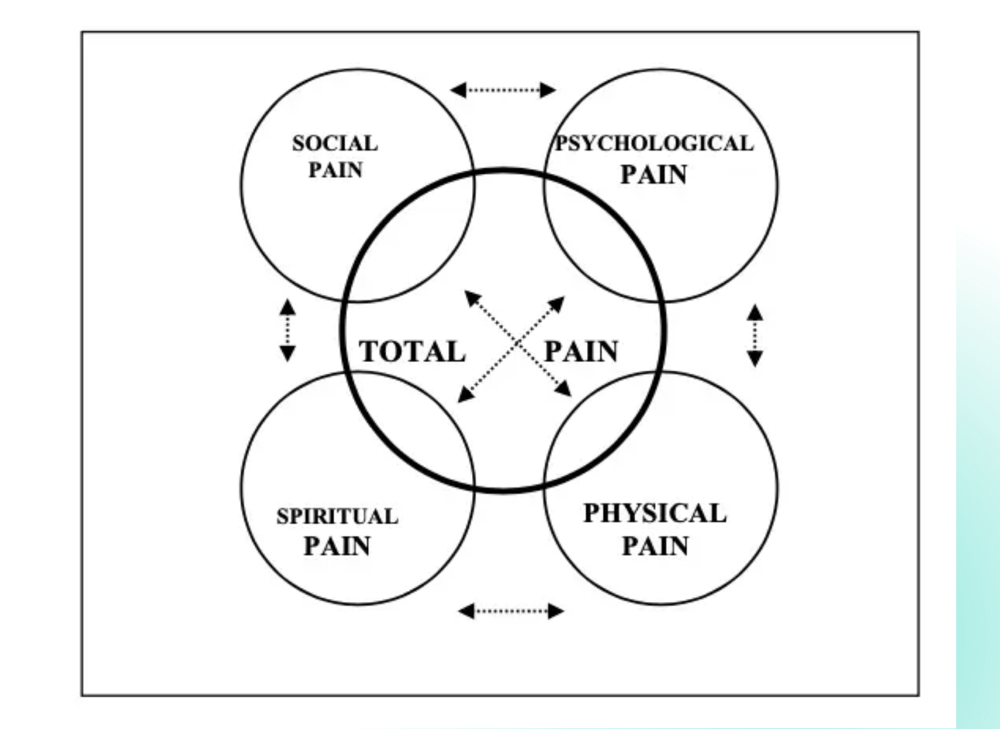 SOCIAL
PAIN
PSYCHOLOGICAL
PAIN
TOTAL PAIN
SPIRITUAL
PAIN
PHYSICAL
PAIN